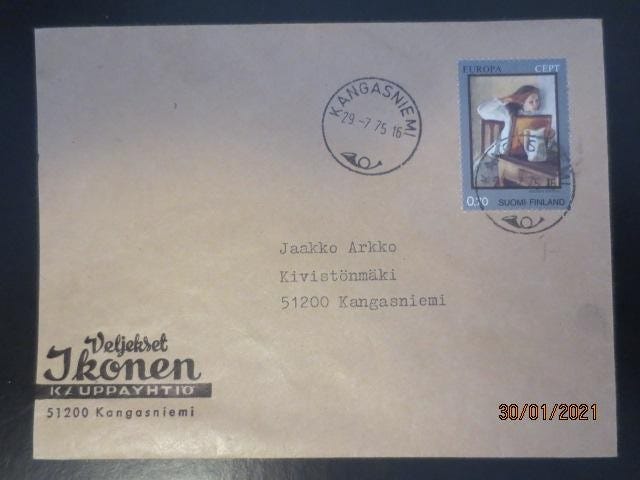 EUROPA CEPT
KANGASNIEMI
29-7 75 16
0,70 SUOMI FINLAND
Jaakko Arkko
Kivistönmäki
51200 Kangasniemi
Veljekset
Ikonen
KAUPPAYHTIÖ
51200 Kangasniemi
30/01/2021